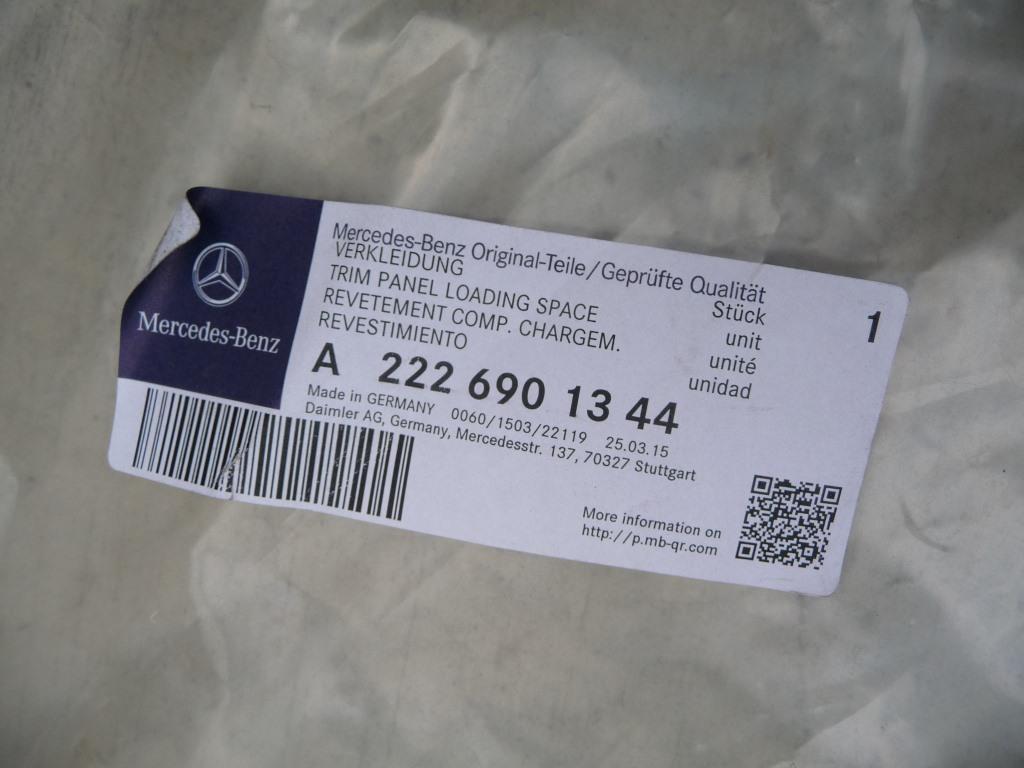 Mercedes-Benz
Mercedes-Benz Original-Teile/Geprüfte Qualität
VERKLEIDUNG Stück 1
TRIM PANEL LOADING SPACE unit
REVETEMENT COMP. CHARGEM. unité
REVESTIMIENTO unidad
A 222 690 13 44
Made in GERMANY 0060/1503/22119 25.03.15
Daimler AG, Germany, Mercedesstr. 137, 70327 Stuttgart
More information on
http://p.mb-qr.com